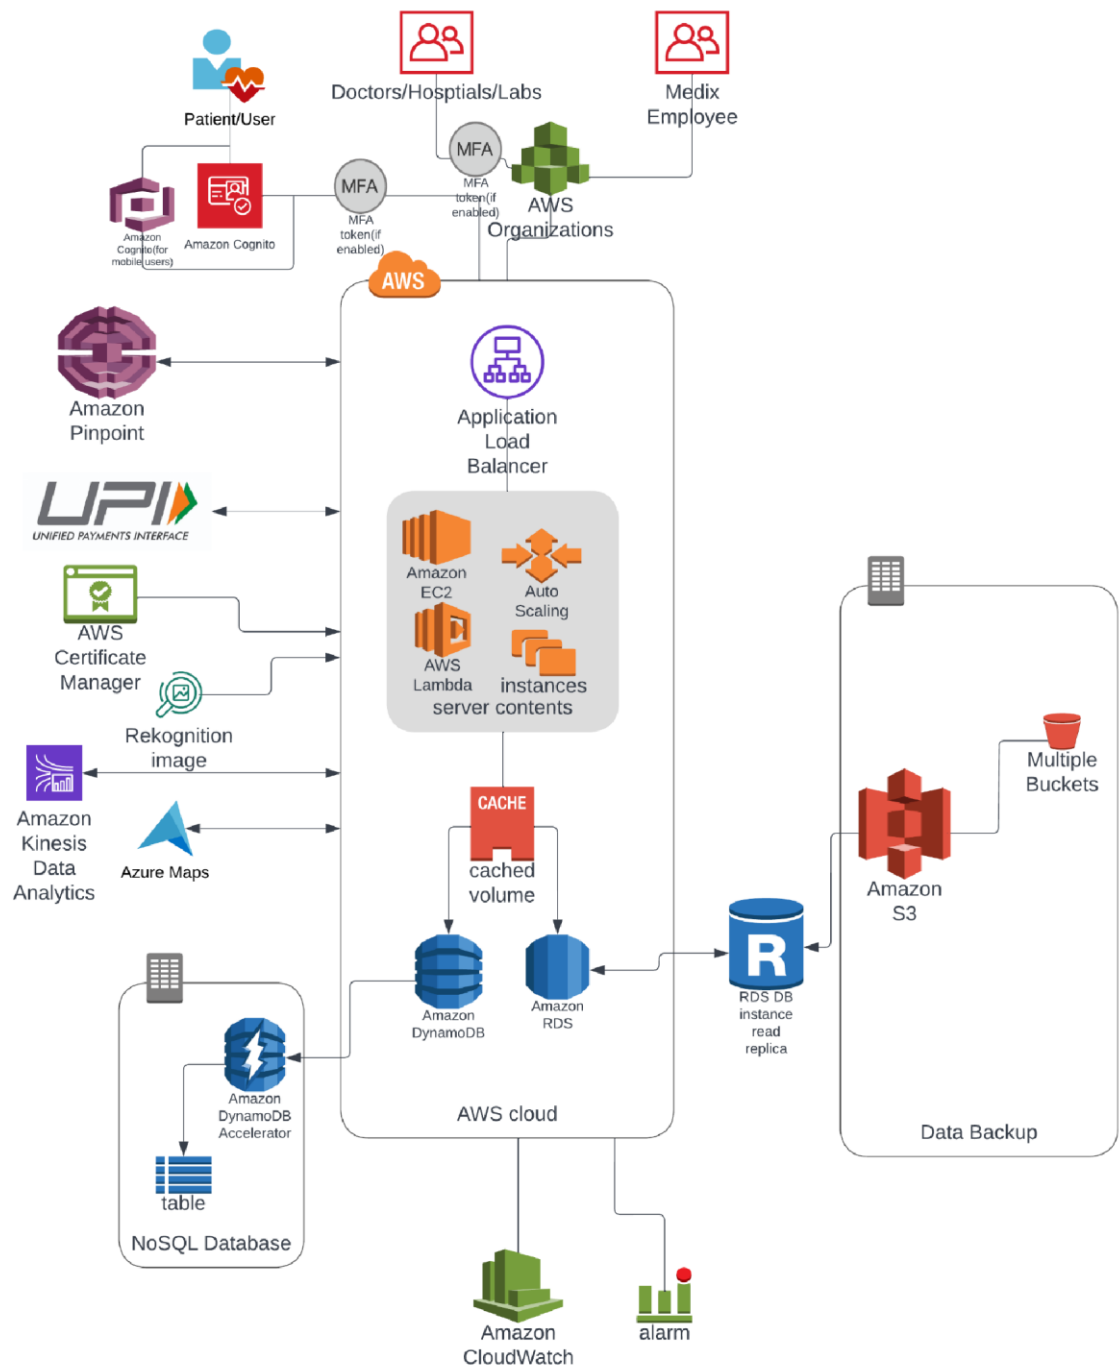 Patient/User
Doctors/Hosptials/Labs
Medix
Employee
MFA
MFA
token(if
enabled)
MFA
MFA
token(if
enabled)
AWS
Organizations
Amazon
Cognito(for
mobile users)
Amazon Cognito
AWS
Amazon
Pinpoint
Application
Load
Balancer
UPI
UNIFIED PAYMENTS INTERFACE
Amazon
EC2
Auto
Scaling
AWS
Lambda
instances
server contents
AWS
Certificate
Manager
Rekognition
image
Amazon
Kinesis
Data
Analytics
Azure Maps
CACHE
cached
volume
Multiple
Buckets
Amazon
S3
R
RDS DB
instance
read
replica
Amazon
DynamoDB
Amazon
RDS
Amazon
DynamoDB
Accelerator
table
NoSQL Database
AWS cloud
Data Backup
Amazon
CloudWatch
alarm